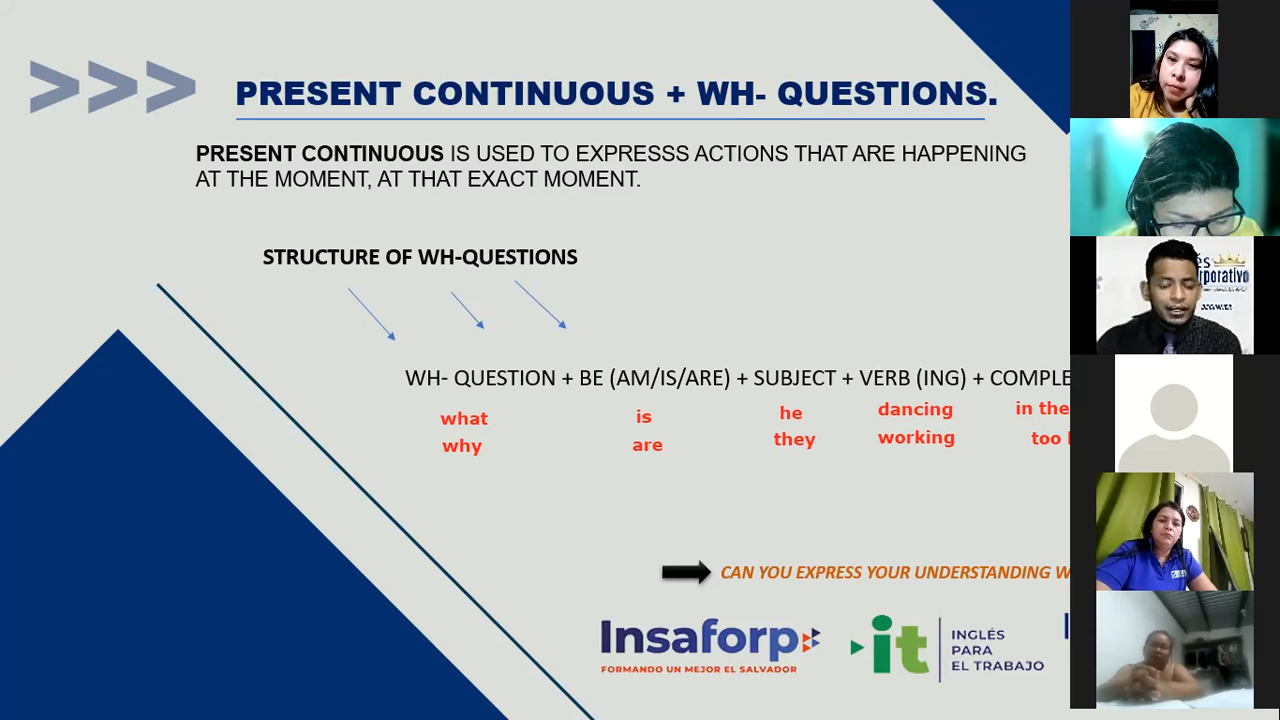 >>> PRESENT CONTINUOUS + WH- QUESTIONS.
PRESENT CONTINUOUS IS USED TO EXPRESSS ACTIONS THAT ARE HAPPENING
AT THE MOMENT, AT THAT EXACT MOMENT.
STRUCTURE OF WH-QUESTIONS
WH- QUESTION + BE (AM/IS/ARE) + SUBJECT + VERB (ING) + COMPLE
what is he dancing in the
why are they working too
CAN YOU EXPRESS YOUR UNDERSTANDING W
Insaforp
FORMANDO UN MEJOR EL SALVADOR
it
INGLÉS
PARA
EL TRABAJO
és
rporativo